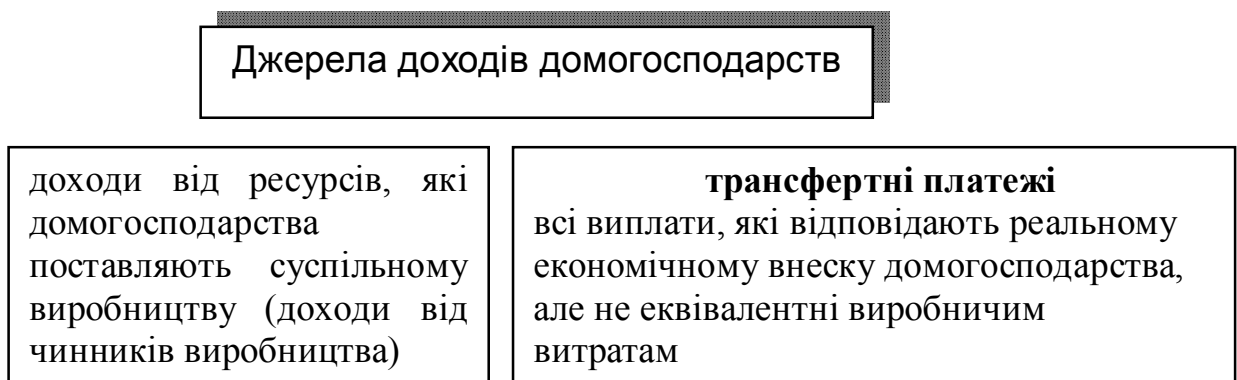 Джерела доходів домогосподарств
доходи від ресурсів, які
домогосподарства
поставляють суспільному
виробництву (доходи від
чинників виробництва)
трансфертні платежі
всі виплати, які відповідають реальному
економічному внеску домогосподарства,
але не еквівалентні виробничим
витратам